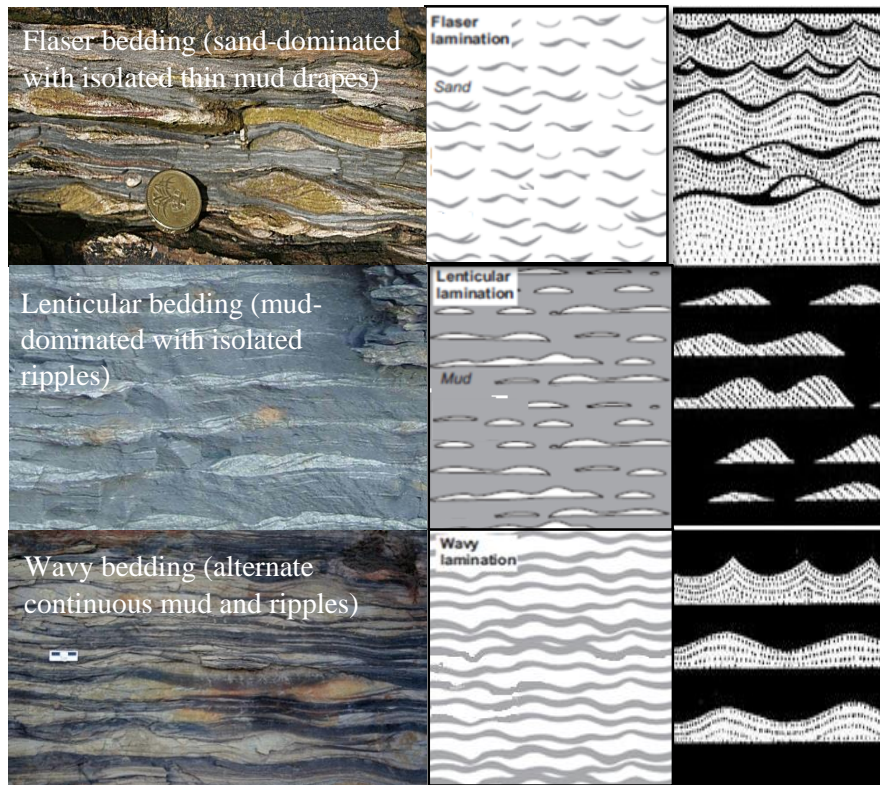 Flaser bedding (sand-dominated
with isolated thin mud drapes)
Flaser
lamination
Sand
Lenticular bedding (mud-
dominated with isolated
ripples)
Lenticular
lamination
Mud
Wavy bedding (alternate
continuous mud and ripples)
Wavy
lamination